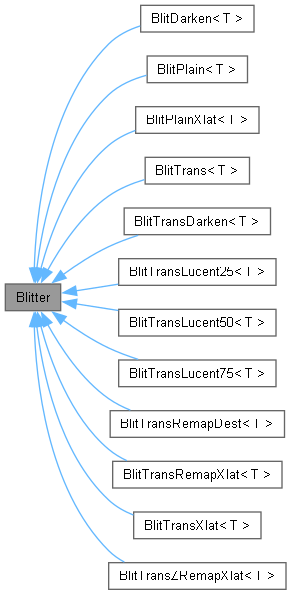 BlitDarken< T >
BlitPlain< T >
BlitPlainXlat< T >
BlitTrans< T >
BlitTransDarken< T >
BlitTransLucent25< T >
Blitter
BlitTransLucent50< T >
BlitTransLucent75< T >
BlitTransRemapDest< T >
BlitTransRemapXlat< T >
BlitTransXlat< T >
BlitTransZRemapXlat< T >